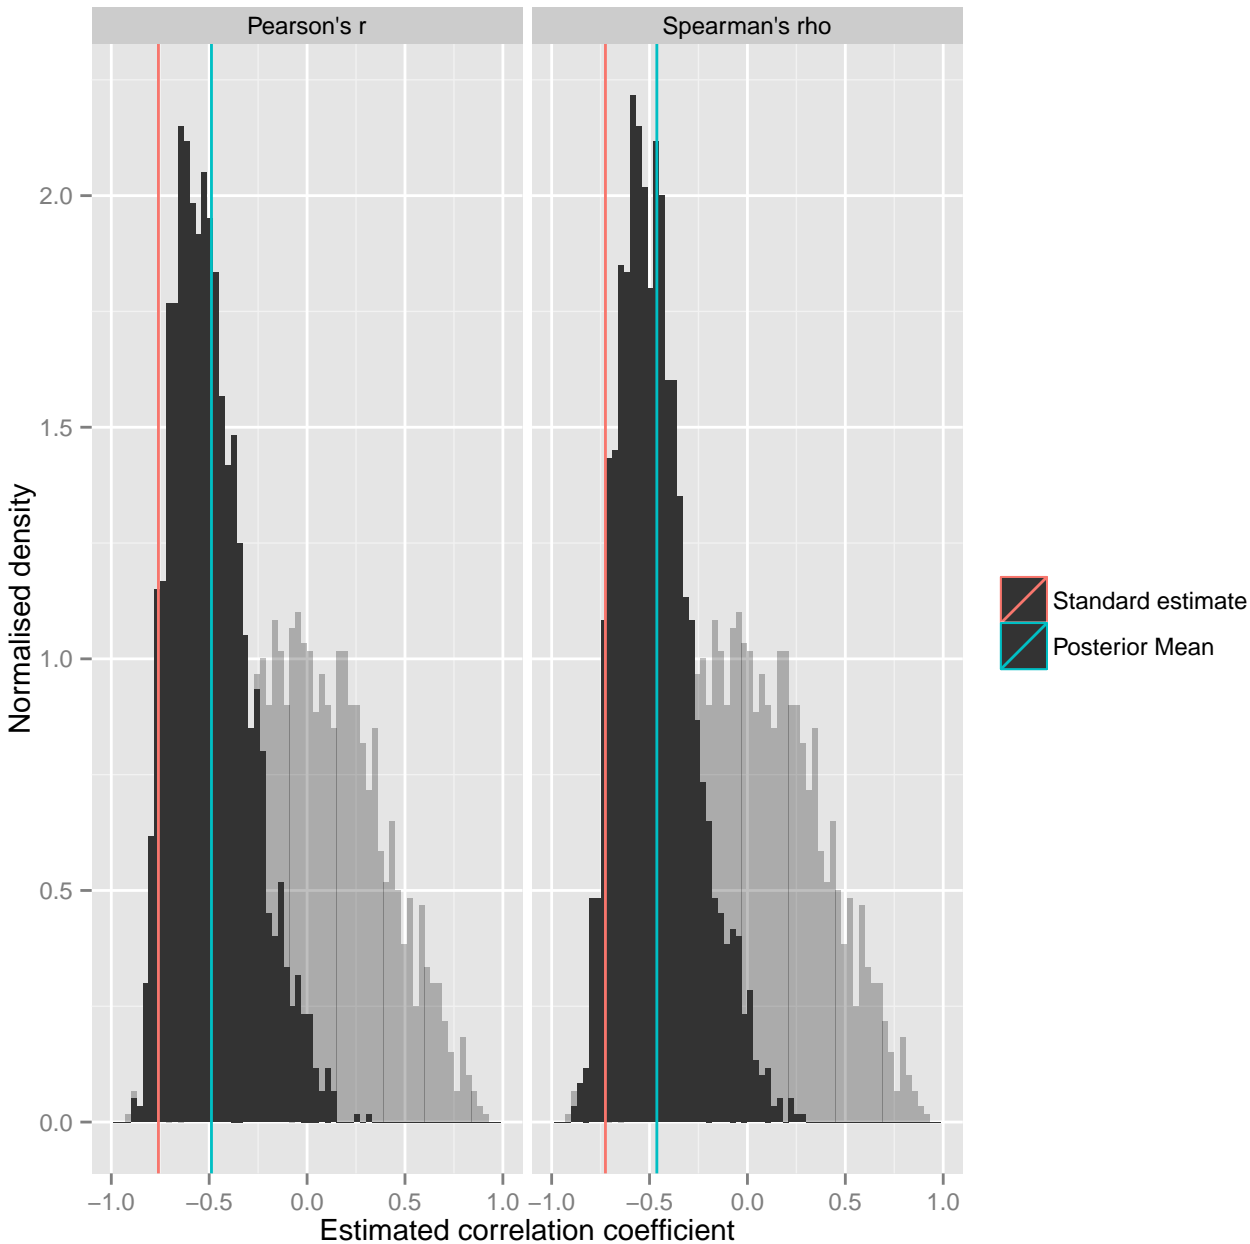 Pearson's r
Spearman's rho
2.0
1.5
1.0
0.5
0.0
Normalised density
−1.0 −0.5 0.0 0.5 1.0
−1.0 −0.5 0.0 0.5 1.0
Estimated correlation coefficient
Standard estimate
Posterior Mean